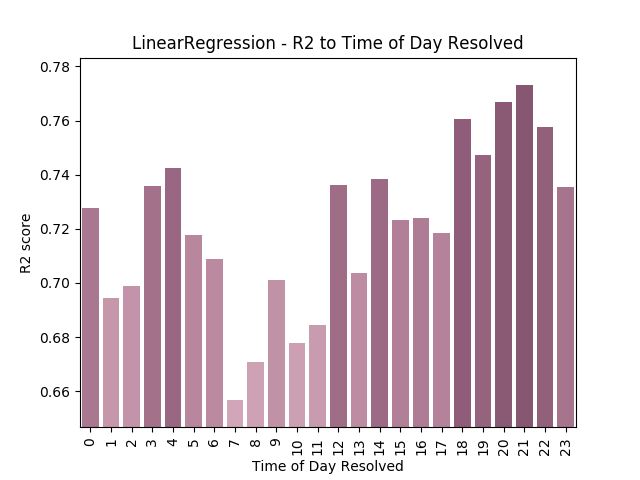 LinearRegression - R2 to Time of Day Resolved
0.78
0.76
0.74
0.72
0.70
0.68
0.66
R2 score
0 1 2 3 4 5 6 7 8 9 10 11 12 13 14 15 16 17 18 19 20 21 22 23
Time of Day Resolved